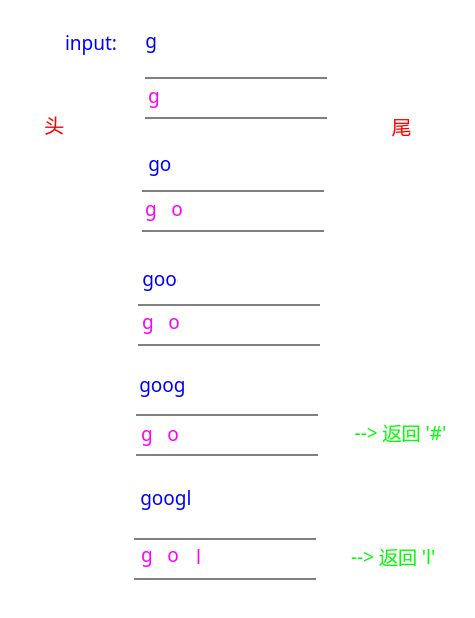 input: g
g
头 尾
go
g o
goo
g o
goog
g o --> 返回 '#'
googl
g o l --> 返回 'l'